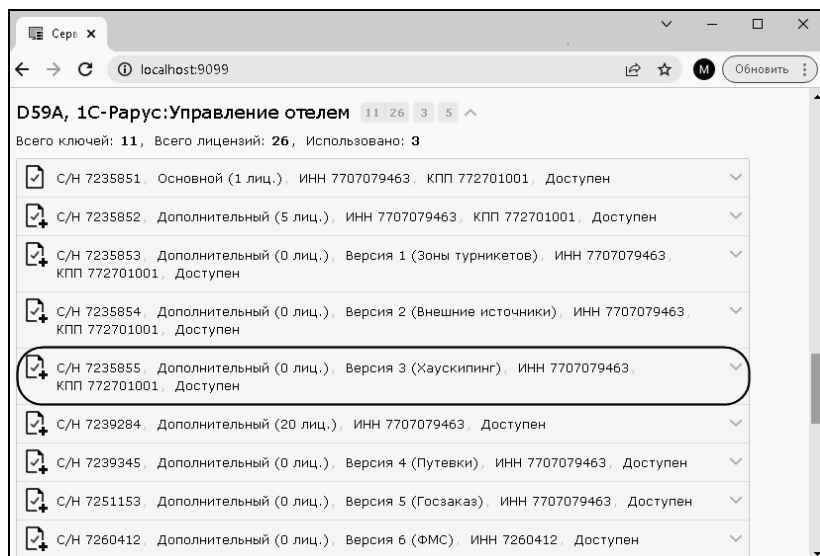 Серв
localhost:9099
М
Обновить
D59A, 1С-Рарус:Управление отелем 11 26 3 5
Всего ключей: 11, Всего лицензий: 26, Использовано: 3
С/Н 7235851, Основной (1 лиц.), ИНН 7707079463, КПП 772701001, Доступен
С/Н 7235852, Дополнительный (5 лиц.), ИНН 7707079463, КПП 772701001, Доступен
С/Н 7235853, Дополнительный (0 лиц.), Версия 1 (Зоны турникетов), ИНН 7707079463,
КПП 772701001, Доступен
С/Н 7235854, Дополнительный (0 лиц.), Версия 2 (Внешние источники), ИНН 7707079463,
КПП 772701001, Доступен
С/Н 7235855, Дополнительный (0 лиц.), Версия 3 (Хаускипинг), ИНН 7707079463,
КПП 772701001, Доступен
С/Н 7239284, Дополнительный (20 лиц.), ИНН 7707079463, Доступен
С/Н 7239345, Дополнительный (0 лиц.), Версия 4 (Путевки), ИНН 7707079463, Доступен
С/Н 7251153, Дополнительный (0 лиц.), Версия 5 (Госзаказ), ИНН 7707079463, Доступен
С/Н 7260412, Дополнительный (0 лиц.), Версия 6 (ФМС), ИНН 7260412, Доступен